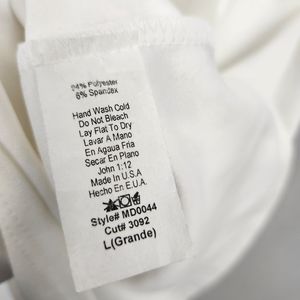 94% Polyester
6% Spandex
Hand Wash Cold
Do Not Bleach
Lay Flat To Dry
Lavar A Mano
En Agaua Fria
Secar En Plano
John 1:12
Made In U.S.A
Hecho En E.U.A.
Style# MD0044
Cut# 3092
L(Grande)